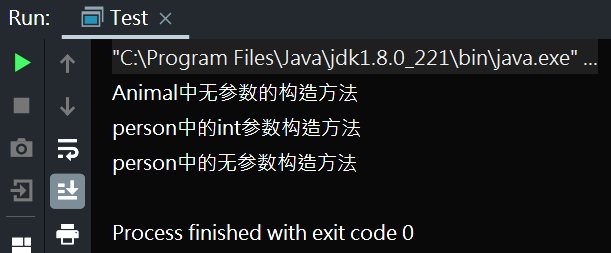 Run: Test ×
"C:\Program Files\Java\jdk1.8.0_221\bin\java.exe" ...
Animal中无参数的构造方法
person中的int参数构造方法
person中的无参数构造方法
Process finished with exit code 0